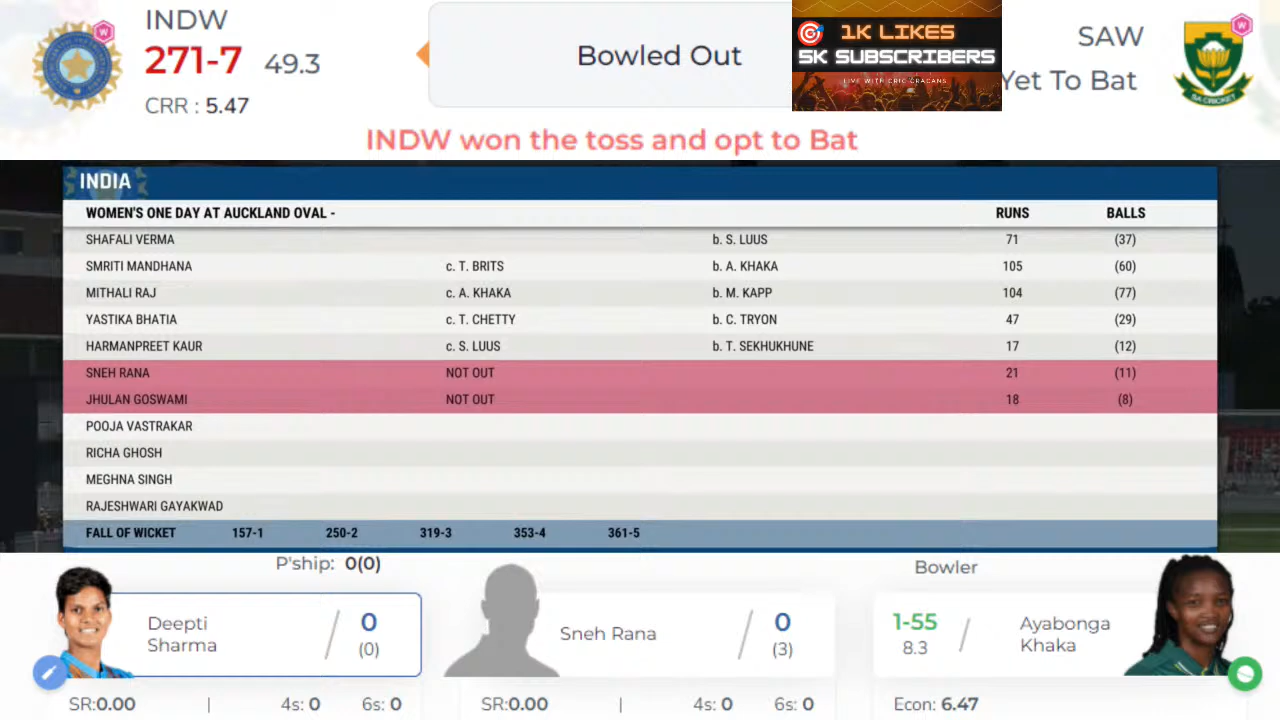 INDW
271-7 49.3
CRR : 5.47
Bowled Out
1K LIKES
5K SUBSCRIBERS
LIVE WITH CRIC CRACANS
SAW
Yet To Bat
SA CRICKET
INDW won the toss and opt to Bat
INDIA
WOMEN'S ONE DAY AT AUCKLAND OVAL - RUNS BALLS
SHAFALI VERMA b. S. LUUS 71 (37)
SMRITI MANDHANA c. T. BRITS b. A. KHAKA 105 (60)
MITHALI RAJ c. A. KHAKA b. M. KAPP 104 (77)
YASTIKA BHATIA c. T. CHETTY b. C. TRYON 47 (29)
HARMANPREET KAUR c. S. LUUS b. T. SEKHUKHUNE 17 (12)
SNEH RANA NOT OUT 21 (11)
JHULAN GOSWAMI NOT OUT 18 (8)
POOJA VASTRAKAR
RICHA GHOSH
MEGHNA SINGH
RAJESHWARI GAYAKWAD
FALL OF WICKET 157-1 250-2 319-3 353-4 361-5
P'ship: 0(0)
Bowler
Deepti
Sharma
0
(0)
Sneh Rana
0
(3)
1-55
8.3
Ayabonga
Khaka
SR:0.00 | 4s: 0 6s: 0
SR:0.00 | 4s: 0 6s: 0
Econ: 6.47